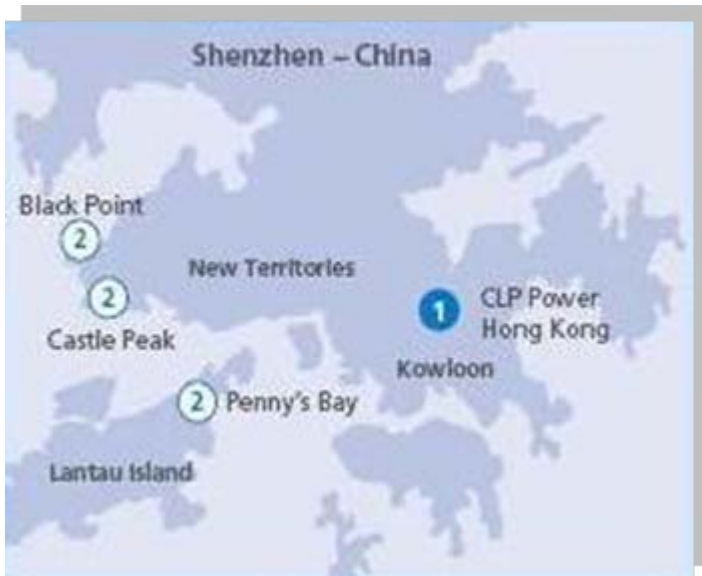 Shenzhen – China
Black Point
2
New Territories
2
1
CLP Power
Hong Kong
Castle Peak
Kowloon
2
Penny's Bay
Lantau Island